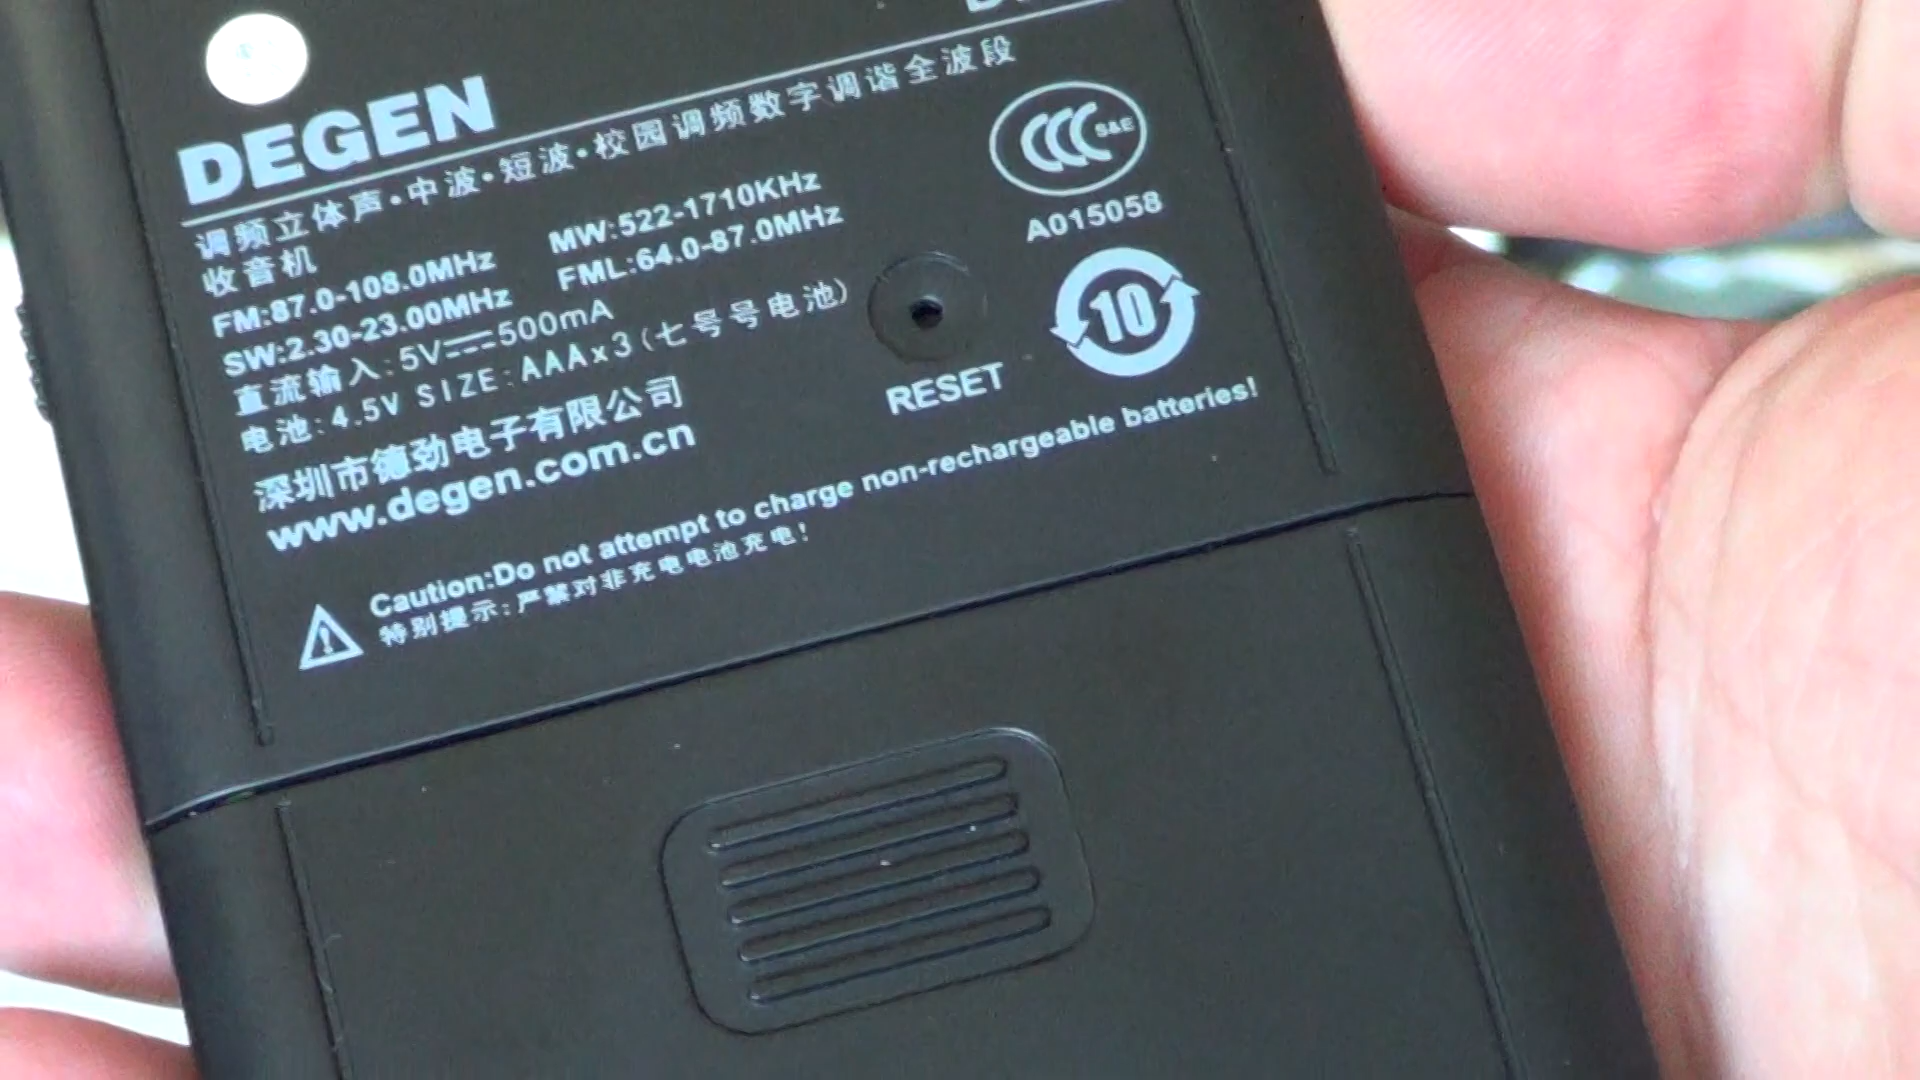 DEGEN
调频立体声·中波·短波·校园调频数字调谐全波段
收音机
FM:87.0-108.0MHz MW:522-1710KHz
SW:2.30-23.00MHz FML:64.0-87.0MHz
直流输入:5V 500mA
电池:4.5V SIZE:AAAx3(七号号电池)
深圳市德劲电子有限公司
www.degen.com.cn
CCC S&E
A015058
10
RESET
Caution:Do not attempt to charge non-rechargeable batteries!
特别提示:严禁对非充电电池充电!